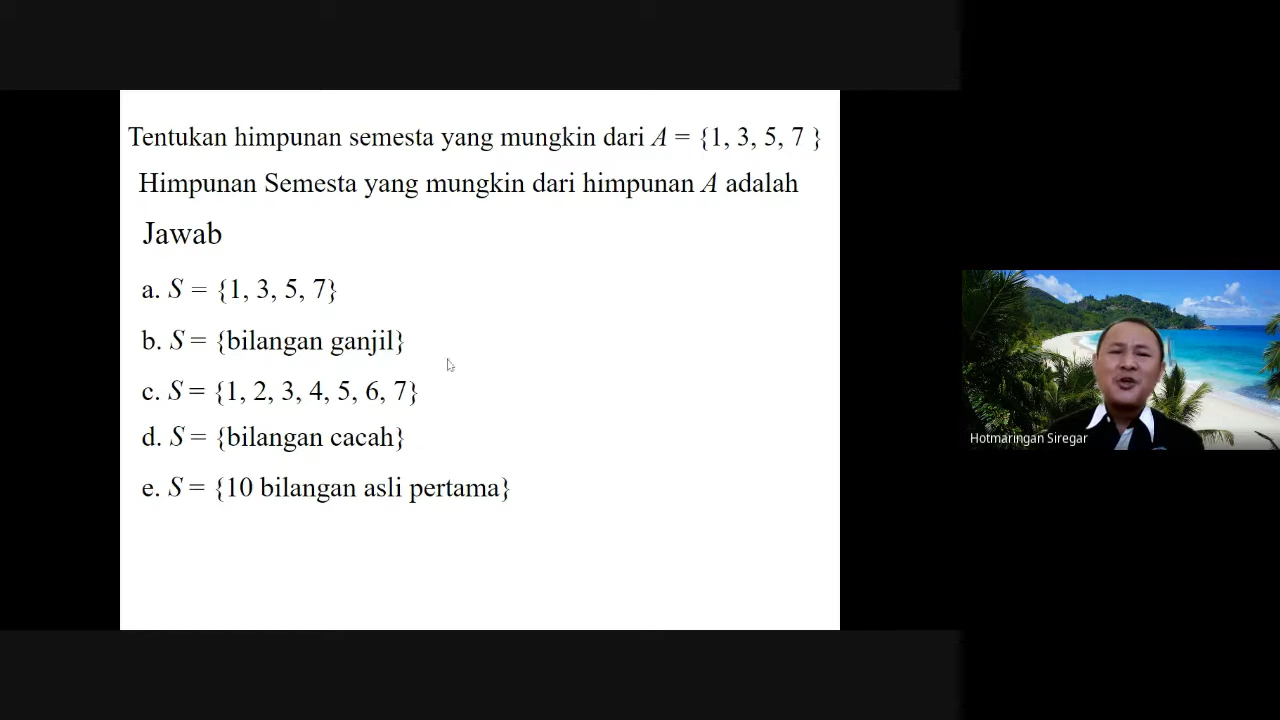 Tentukan himpunan semesta yang mungkin dari A = {1, 3, 5, 7 }
Himpunan Semesta yang mungkin dari himpunan A adalah
Jawab
a. S = {1, 3, 5, 7}
b. S = {bilangan ganjil}
c. S = {1, 2, 3, 4, 5, 6, 7}
d. S = {bilangan cacah}
e. S = {10 bilangan asli pertama}
Hotmaringan Siregar